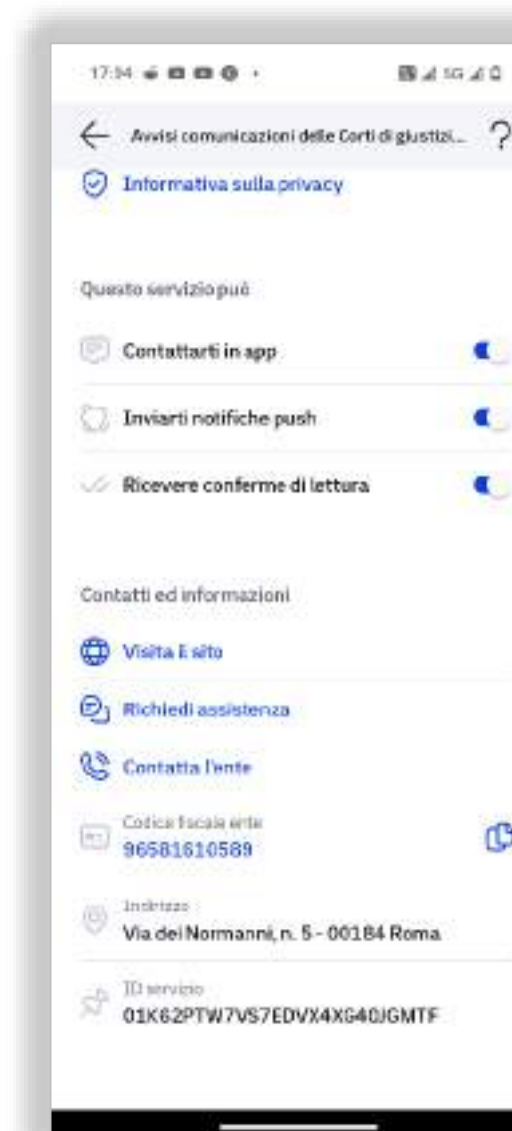 17:14
5G
Avvisi comunicazioni delle Corti di giustizi... ?
Informativa sulla privacy
Questo servizio può
Contattarti in app
Inviarti notifiche push
Ricevere conferme di lettura
Contatti ed informazioni
Visita il sito
Richiedi assistenza
Contatta l'ente
Codice fiscale ente
96581610589
Indirizzo
Via dei Normanni, n. 5 - 00184 Roma
ID servizio